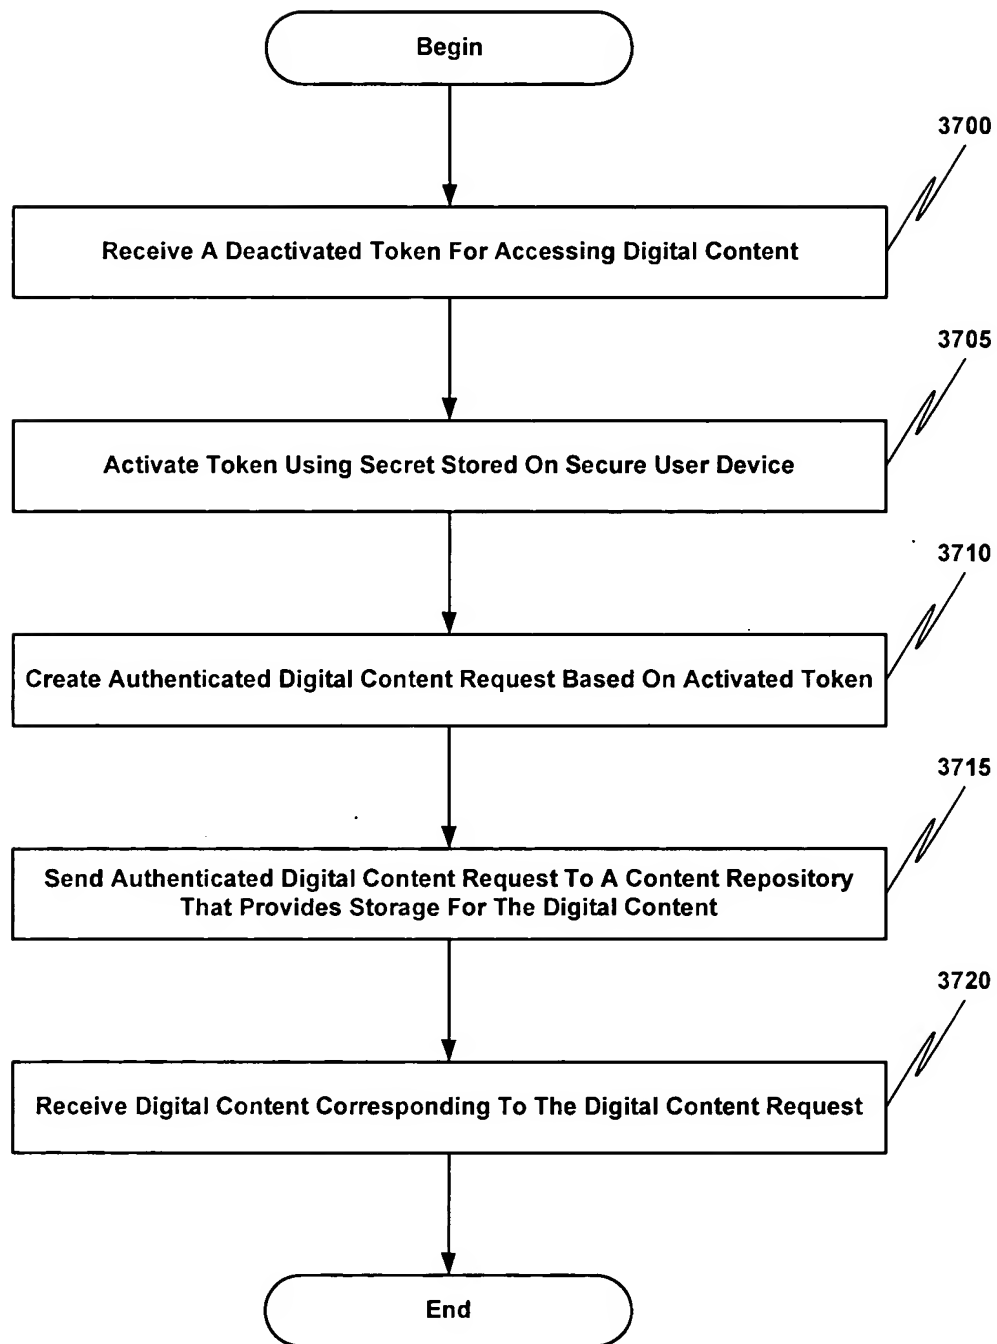 Begin
3700
Receive A Deactivated Token For Accessing Digital Content
3705
Activate Token Using Secret Stored On Secure User Device
3710
Create Authenticated Digital Content Request Based On Activated Token
3715
Send Authenticated Digital Content Request To A Content Repository
That Provides Storage For The Digital Content
3720
Receive Digital Content Corresponding To The Digital Content Request
End